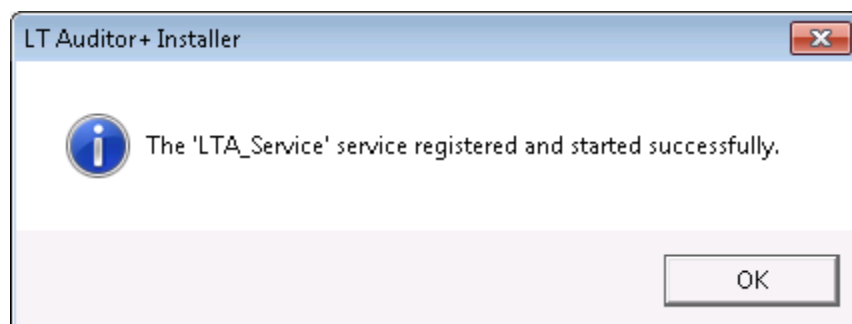 LT Auditor+ Installer
The 'LTA_Service' service registered and started successfully.
OK